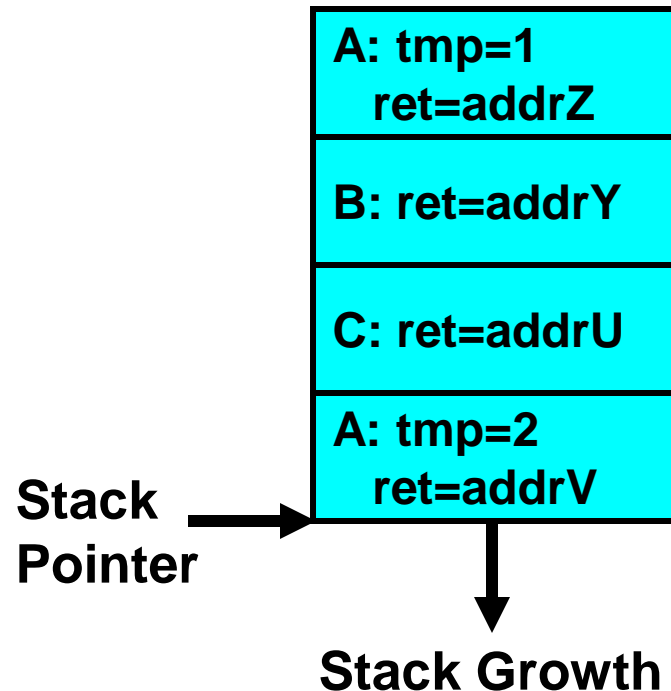 A: tmp=1
ret=addrZ
B: ret=addrY
C: ret=addrU
A: tmp=2
ret=addrV
Stack
Pointer
Stack Growth